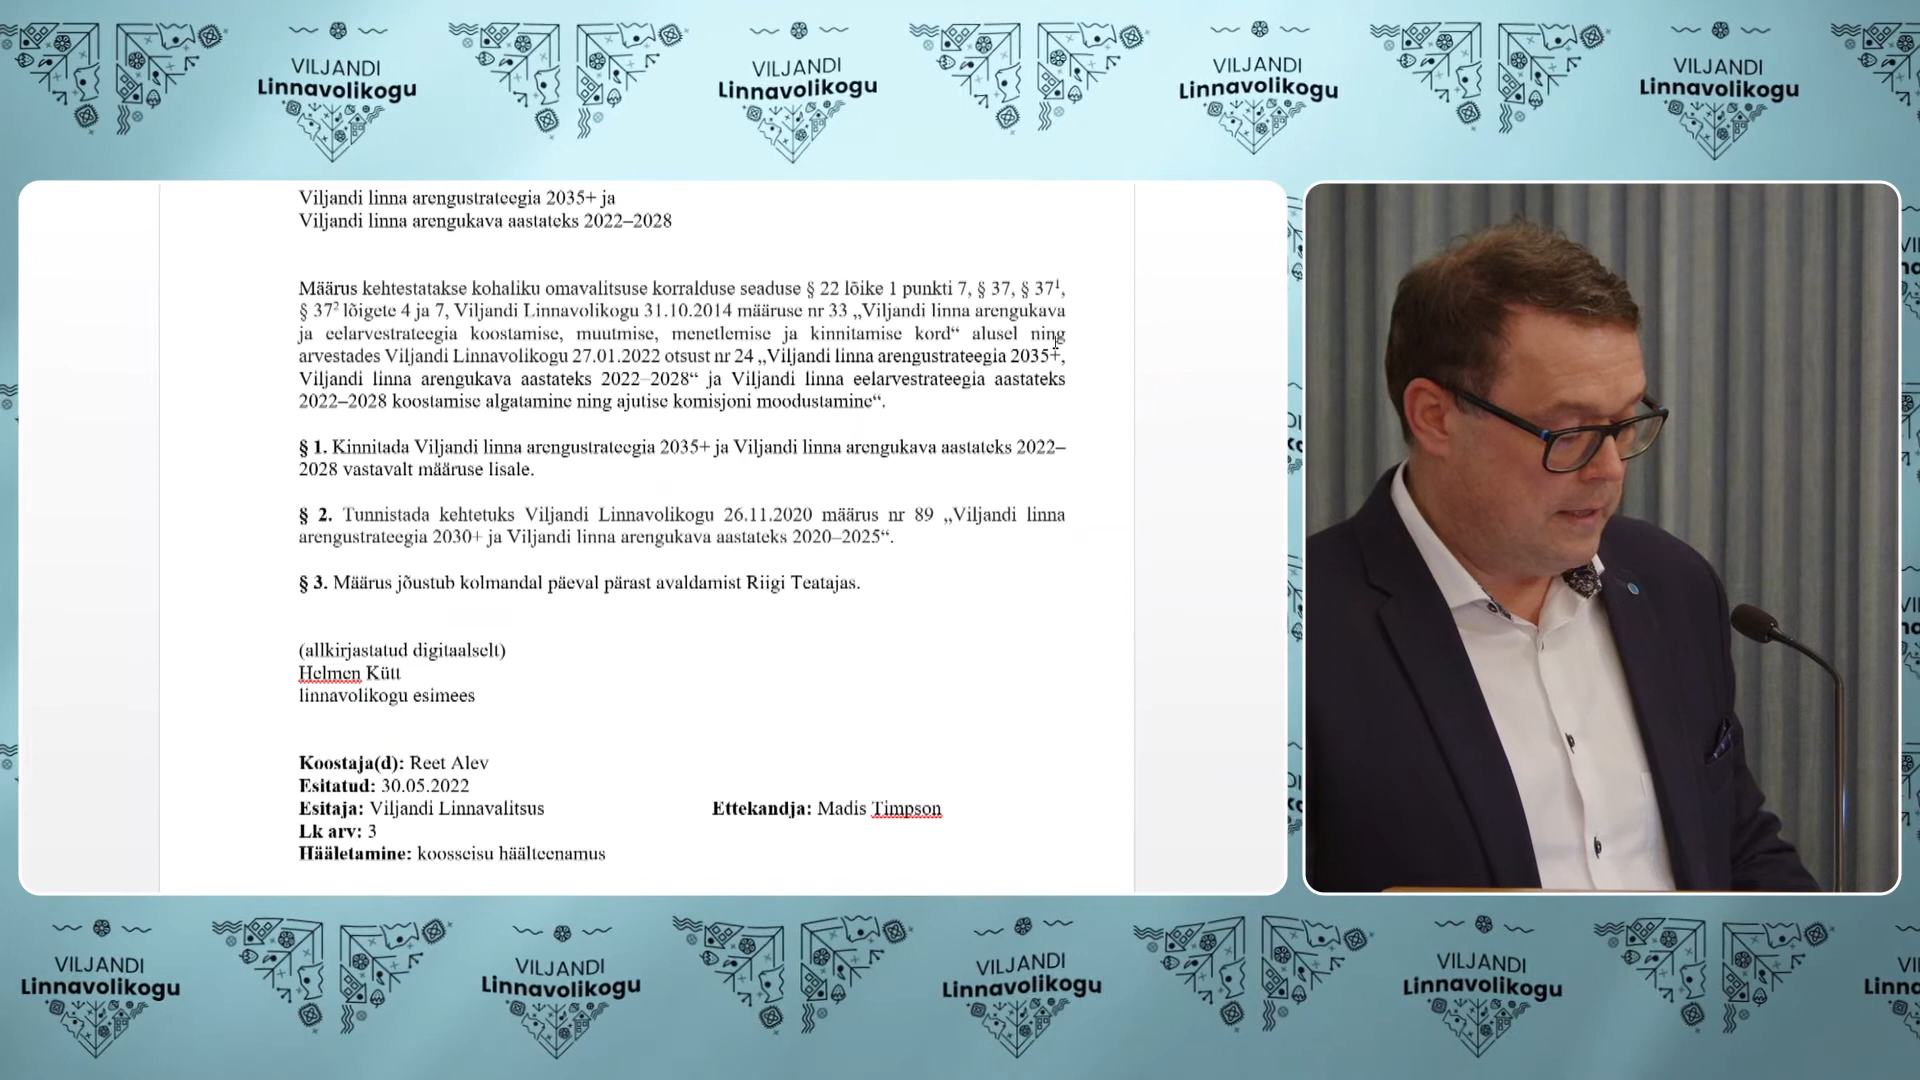 VILJANDI
Linnavolikogu
VILJANDI
Linnavolikogu
VILJANDI
Linnavolikogu
VILJANDI
Linnavolikogu
Viljandi linna arengustrateegia 2035+ ja
Viljandi linna arengukava aastateks 2022–2028
Määrus kehtestatakse kohaliku omavalitsuse korralduse seaduse § 22 lõike 1 punkti 7, § 37, § 37¹,
§ 37² lõigete 4 ja 7, Viljandi Linnavolikogu 31.10.2014 määruse nr 33 „Viljandi linna arengukava
ja eelarvestrateegia koostamise, muutmise, menetlemise ja kinnitamise kord“ alusel ning
arvestades Viljandi Linnavolikogu 27.01.2022 otsust nr 24 „Viljandi linna arengustrateegia 2035+,
Viljandi linna arengukava aastateks 2022–2028“ ja Viljandi linna eelarvestrateegia aastateks
2022–2028 koostamise algatamine ning ajutise komisjoni moodustamine“.
§ 1. Kinnitada Viljandi linna arengustrateegia 2035+ ja Viljandi linna arengukava aastateks 2022–
2028 vastavalt määruse lisale.
§ 2. Tunnistada kehtetuks Viljandi Linnavolikogu 26.11.2020 määrus nr 89 „Viljandi linna
arengustrateegia 2030+ ja Viljandi linna arengukava aastateks 2020–2025“.
§ 3. Määrus jõustub kolmandal päeval pärast avaldamist Riigi Teatajas.
(allkirjastatud digitaalselt)
Helmen Kütt
linnavolikogu esimees
Koostaja(d): Reet Alev
Esitatud: 30.05.2022
Esitaja: Viljandi Linnavalitsus Ettekandja: Madis Timpson
Lk arv: 3
Hääletamine: koosseisu häälteenamus
VILJANDI
Linnavolikogu
VILJANDI
Linnavolikogu
VILJANDI
Linnavolikogu
VILJANDI
Linnavolikogu